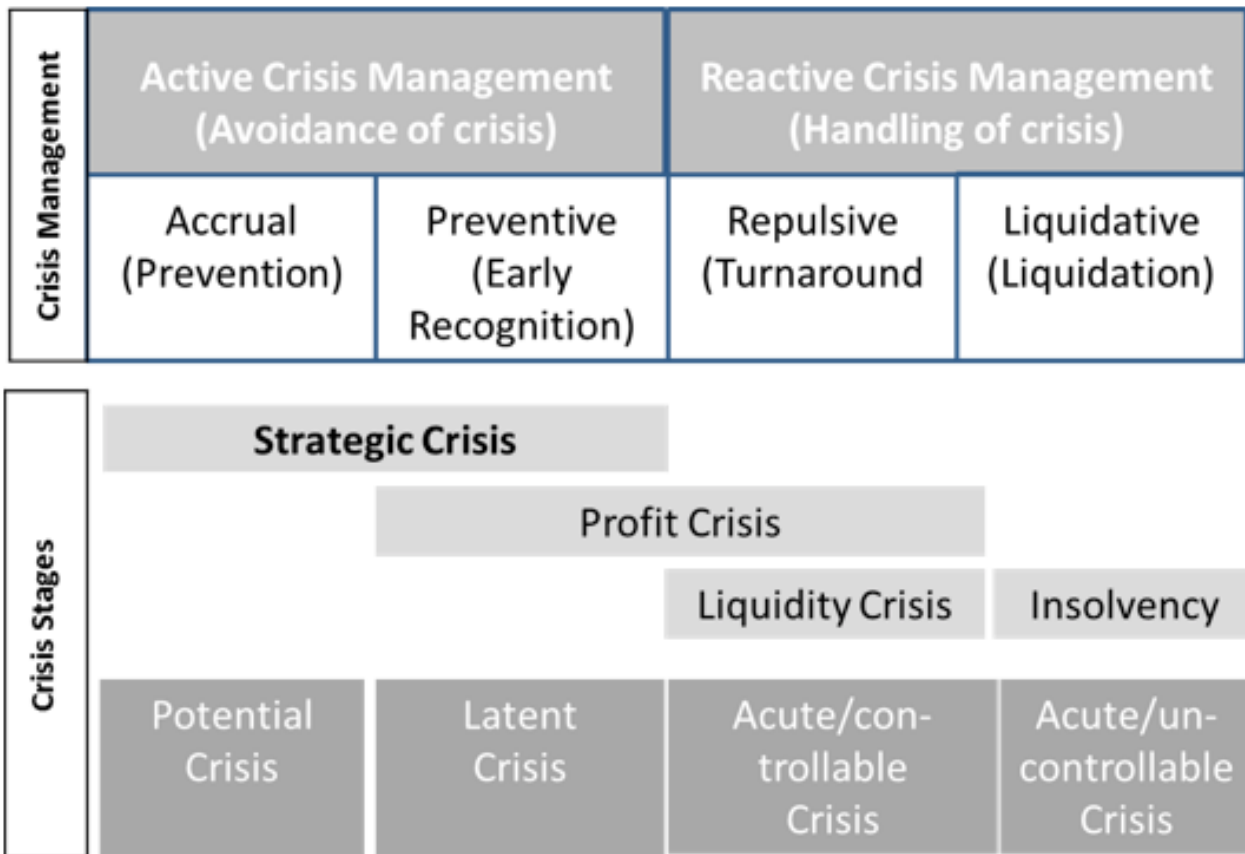 Crisis Management
Active Crisis Management
(Avoidance of crisis)
Reactive Crisis Management
(Handling of crisis)
Accrual
(Prevention)
Preventive
(Early
Recognition)
Repulsive
(Turnaround
Liquidative
(Liquidation)
Crisis Stages
Strategic Crisis
Profit Crisis
Liquidity Crisis
Insolvency
Potential
Crisis
Latent
Crisis
Acute/con-
trollable
Crisis
Acute/un-
controllable
Crisis